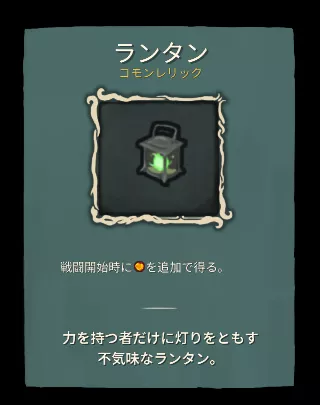 ランタン
コモンレリック
戦闘開始時にを追加で得る。
力を持つ者だけに灯りをともす
不気味なランタン。